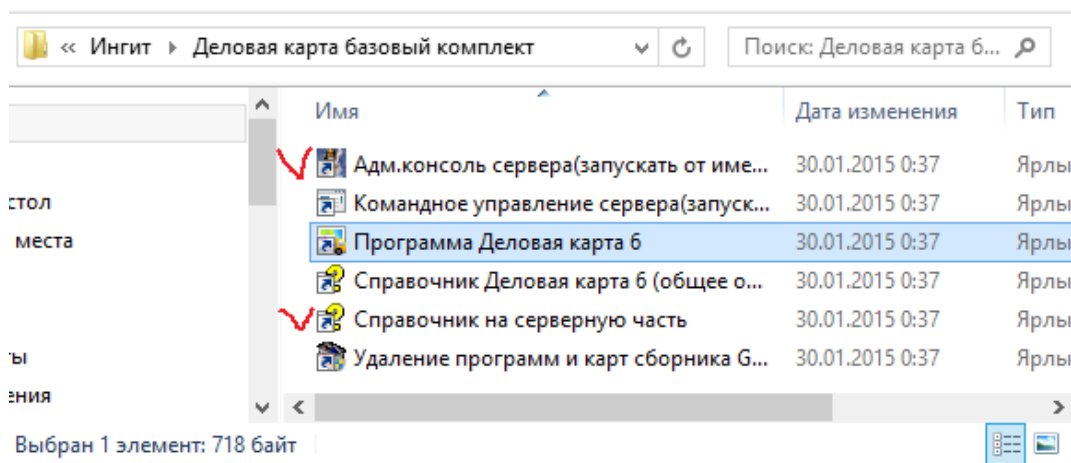 « Ингит Деловая карта базовый комплект Поиск: Деловая карта б...
Имя Дата изменения Тип
Адм.консоль сервера(запускать от име... 30.01.2015 0:37 Ярлы
стол Командное управление сервера(запуск... 30.01.2015 0:37 Ярлы
места Программа Деловая карта 6 30.01.2015 0:37 Ярлы
Справочник Деловая карта 6 (общее о... 30.01.2015 0:37 Ярлы
Справочник на серверную часть 30.01.2015 0:37 Ярлы
ты Удаление программ и карт сборника G... 30.01.2015 0:37 Ярлы
ения
Выбран 1 элемент: 718 байт